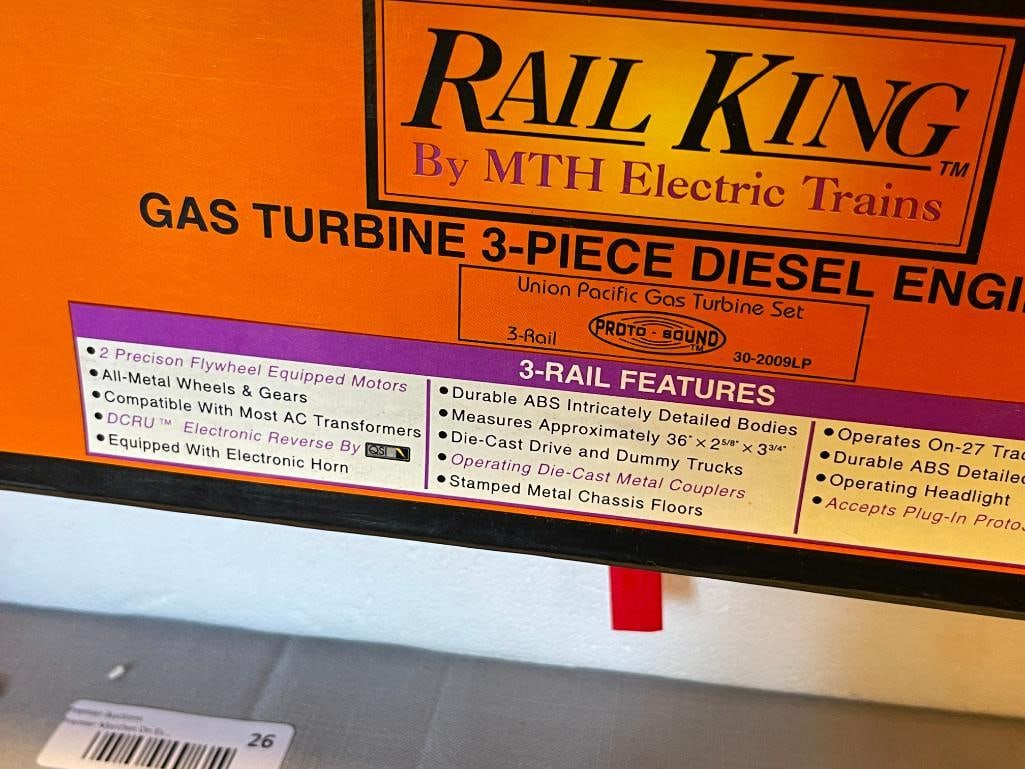 RAIL KING™
By MTH Electric Trains
GAS TURBINE 3-PIECE DIESEL ENGI
Union Pacific Gas Turbine Set
3-Rail PROTO-SOUND™ 30-2009LP
3-RAIL FEATURES
• 2 Precison Flywheel Equipped Motors
• All-Metal Wheels & Gears
• Compatible With Most AC Transformers
• DCRU™ Electronic Reverse By QSI
• Equipped With Electronic Horn
• Durable ABS Intricately Detailed Bodies
• Measures Approximately 36" × 2 5/8" × 3 3/4"
• Die-Cast Drive and Dummy Trucks
• Operating Die-Cast Metal Couplers
• Stamped Metal Chassis Floors
• Operates On-27 Trac
• Durable ABS Detailed
• Operating Headlight
• Accepts Plug-In Proto
26